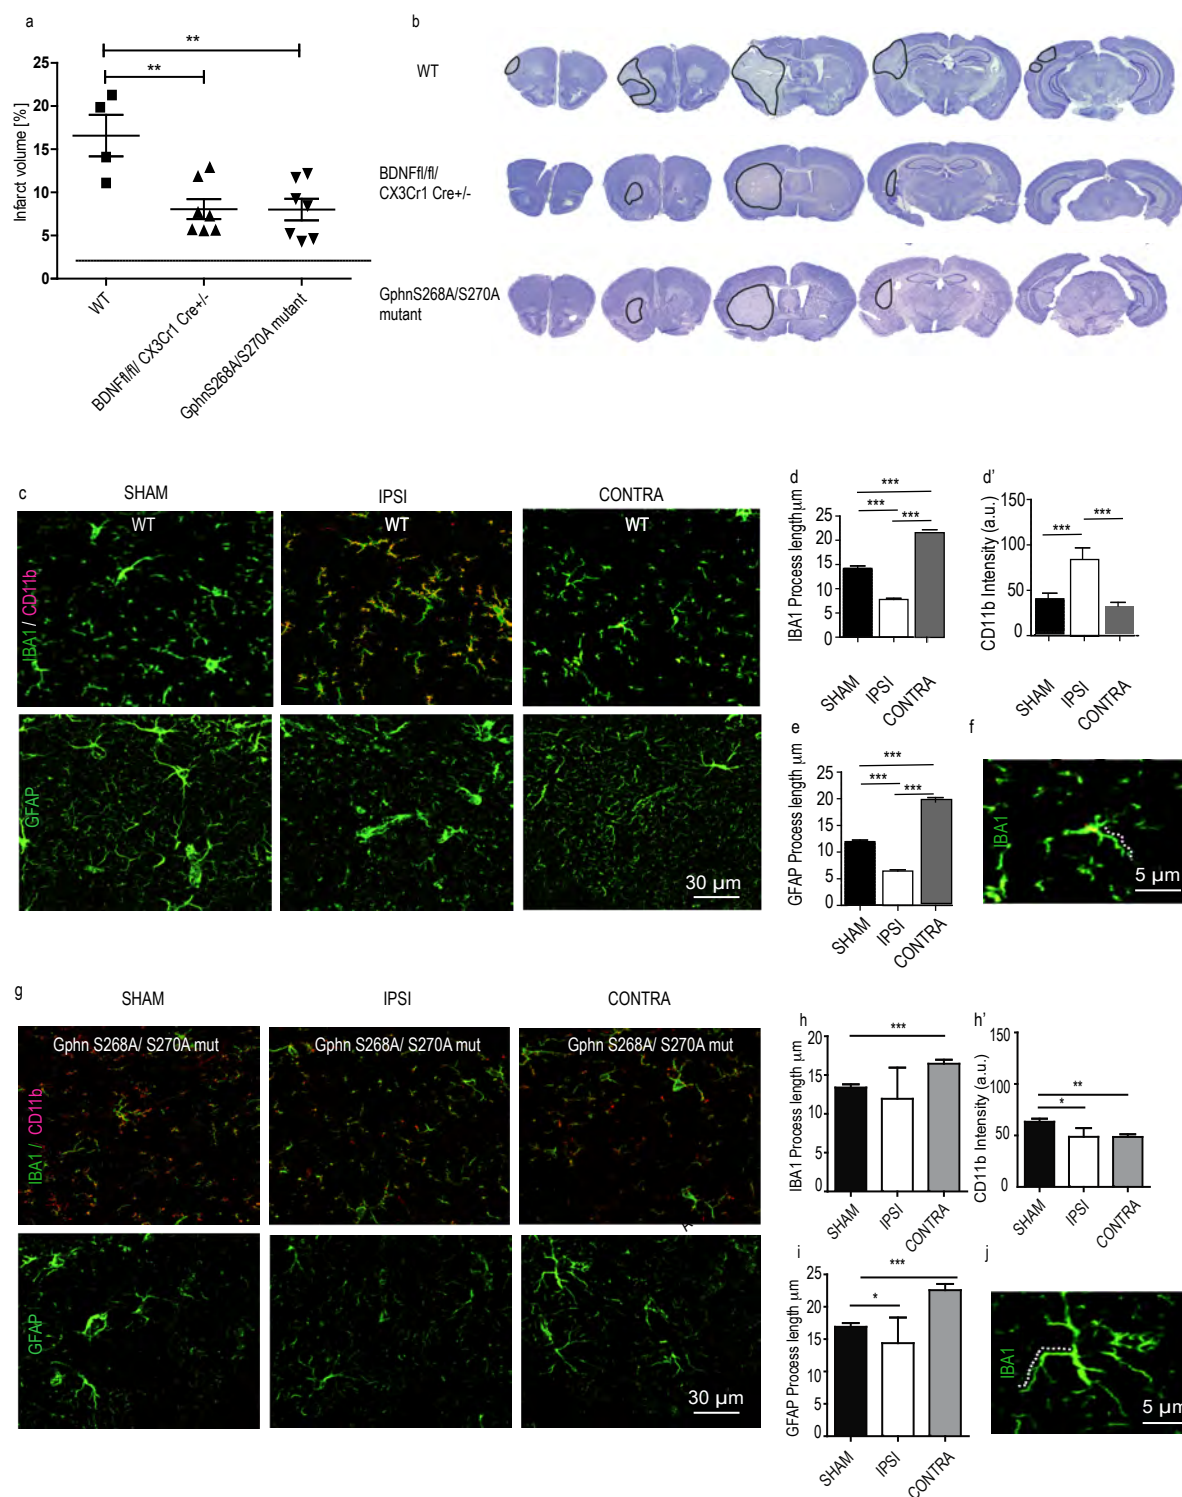 a
**
**
Infarct volume [%]
25
20
15
10
5
0
WT
BDNFfl/fl/ CX3Cr1 Cre+/-
GphnS268A/S270A mutant
b
WT
BDNFfl/fl/
CX3Cr1 Cre+/-
GphnS268A/S270A
mutant
c
SHAM
IPSI
CONTRA
WT
WT
WT
IBA1 / CD11b
GFAP
30 µm
d
***
***
***
IBA1 Process length µm
25
20
15
10
5
0
SHAM
IPSI
CONTRA
d'
***
***
CD11b Intensity (a.u.)
150
100
50
0
SHAM
IPSI
CONTRA
e
***
***
***
GFAP Process length µm
25
20
15
10
5
0
SHAM
IPSI
CONTRA
f
IBA1
5 µm
g
SHAM
IPSI
CONTRA
Gphn S268A/ S270A mut
Gphn S268A/ S270A mut
Gphn S268A/ S270A mut
IBA1 / CD11b
GFAP
30 µm
h
***
IBA1 Process length µm
20
15
10
5
0
SHAM
IPSI
CONTRA
h'
**
*
CD11b Intensity (a.u.)
150
100
50
0
SHAM
IPSI
CONTRA
i
***
*
GFAP Process length µm
25
20
15
10
5
0
SHAM
IPSI
CONTRA
j
IBA1
5 µm